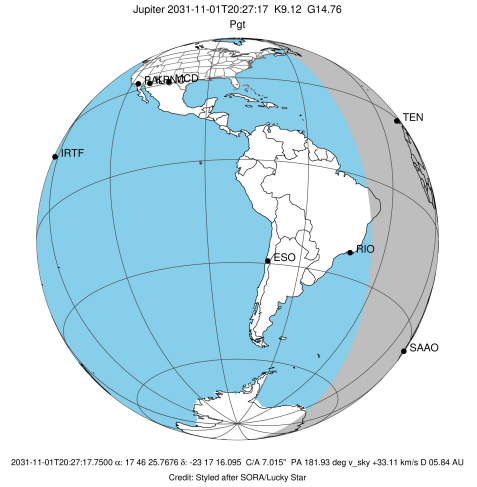 Jupiter 2031-11-01T20:27:17 K9.12 G14.76
Pgt
MCD
TEN
IRTF
RIO
ESO
SAAO
2031-11-01T20:27:17.7500 α: 17 46 25.7676 δ: -23 17 16.095 C/A 7.015" PA 181.93 deg v_sky +33.11 km/s D 05.84 AU
Credit: Styled after SORA/Lucky Star